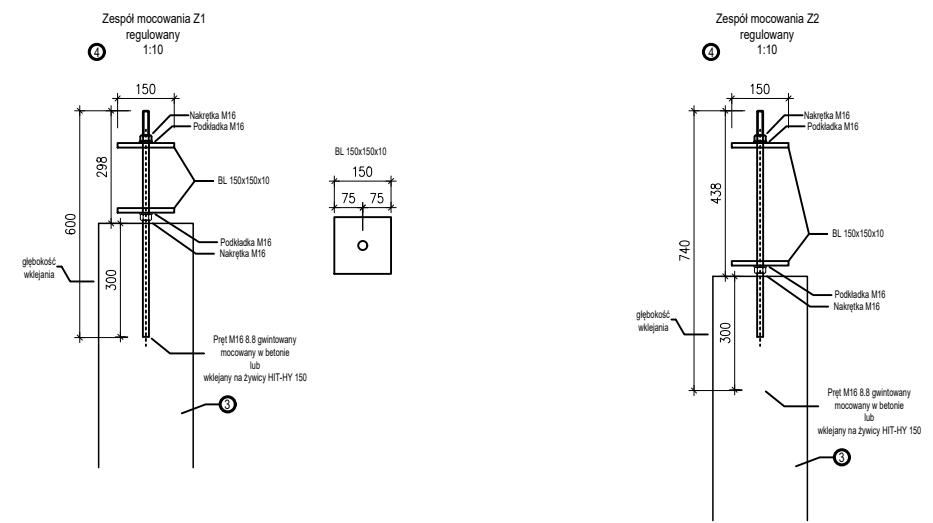 Zespół mocowania Z1
regulowany
1:10
4
150
Nakrętka M16
Podkładka M16
298
600
BL 150x150x10
Podkładka M16
Nakrętka M16
głębokość
wklejania
300
Pręt M16 8.8 gwintowany
mocowany w betonie
lub
wklejany na żywicy HIT-HY 150
3
BL 150x150x10
150
75 75
Zespół mocowania Z2
regulowany
1:10
4
150
Nakrętka M16
Podkładka M16
438
740
BL 150x150x10
Podkładka M16
Nakrętka M16
głębokość
wklejania
300
Pręt M16 8.8 gwintowany
mocowany w betonie
lub
wklejany na żywicy HIT-HY 150
3